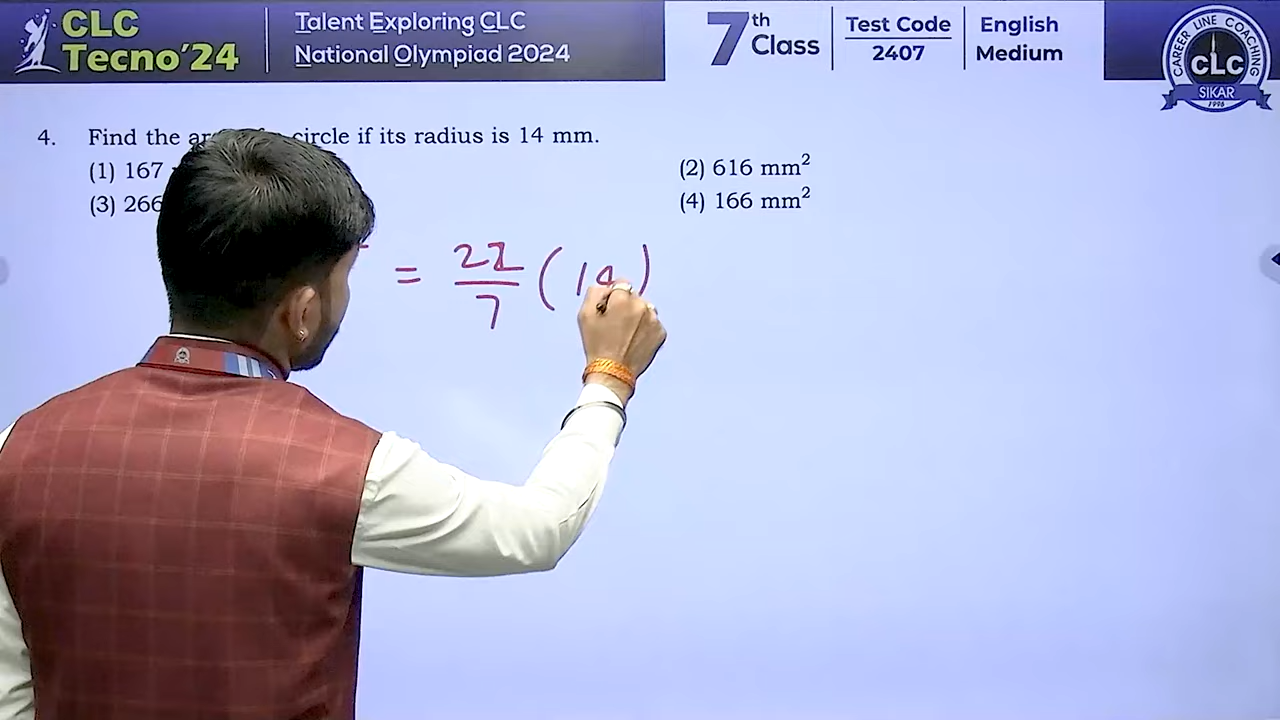 CLC
Tecno'24
Talent Exploring CLC
National Olympiad 2024
7th Class
Test Code
2407
English
Medium
CAREER LINE COACHING
CLC
SIKAR
1996
4. Find the circle if its radius is 14 mm.
(1) 167
(2) 616 mm²
(3) 266
(4) 166 mm²
= 22/7 (14)